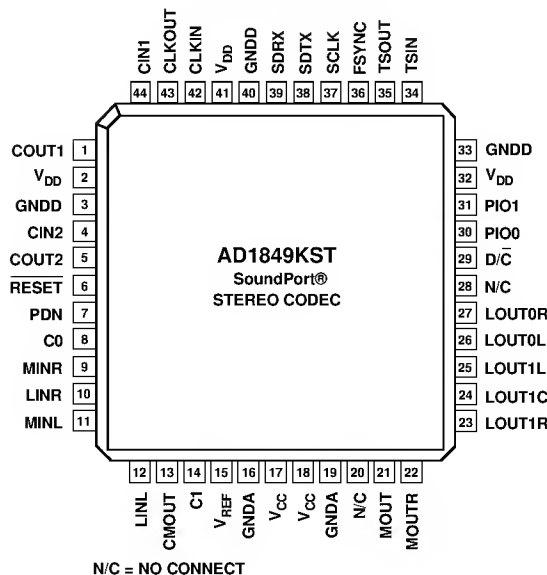 CIN1 CLKOUT CLKIN VDD GNDD SDRX SDTX SCLK FSYNC TSOUT TSIN
44 43 42 41 40 39 38 37 36 35 34
COUT1 1
VDD 2
GNDD 3
CIN2 4
COUT2 5
RESET 6
PDN 7
C0 8
MINR 9
LINR 10
MINL 11
AD1849KST
SoundPort®
STEREO CODEC
33 GNDD
32 VDD
31 PIO1
30 PIO0
29 D/C̅
28 N/C
27 LOUT0R
26 LOUT0L
25 LOUT1L
24 LOUT1C
23 LOUT1R
12 13 14 15 16 17 18 19 20 21 22
LINL CMOUT C1 VREF GNDA VCC VCC GNDA N/C MOUT MOUTR
N/C = NO CONNECT